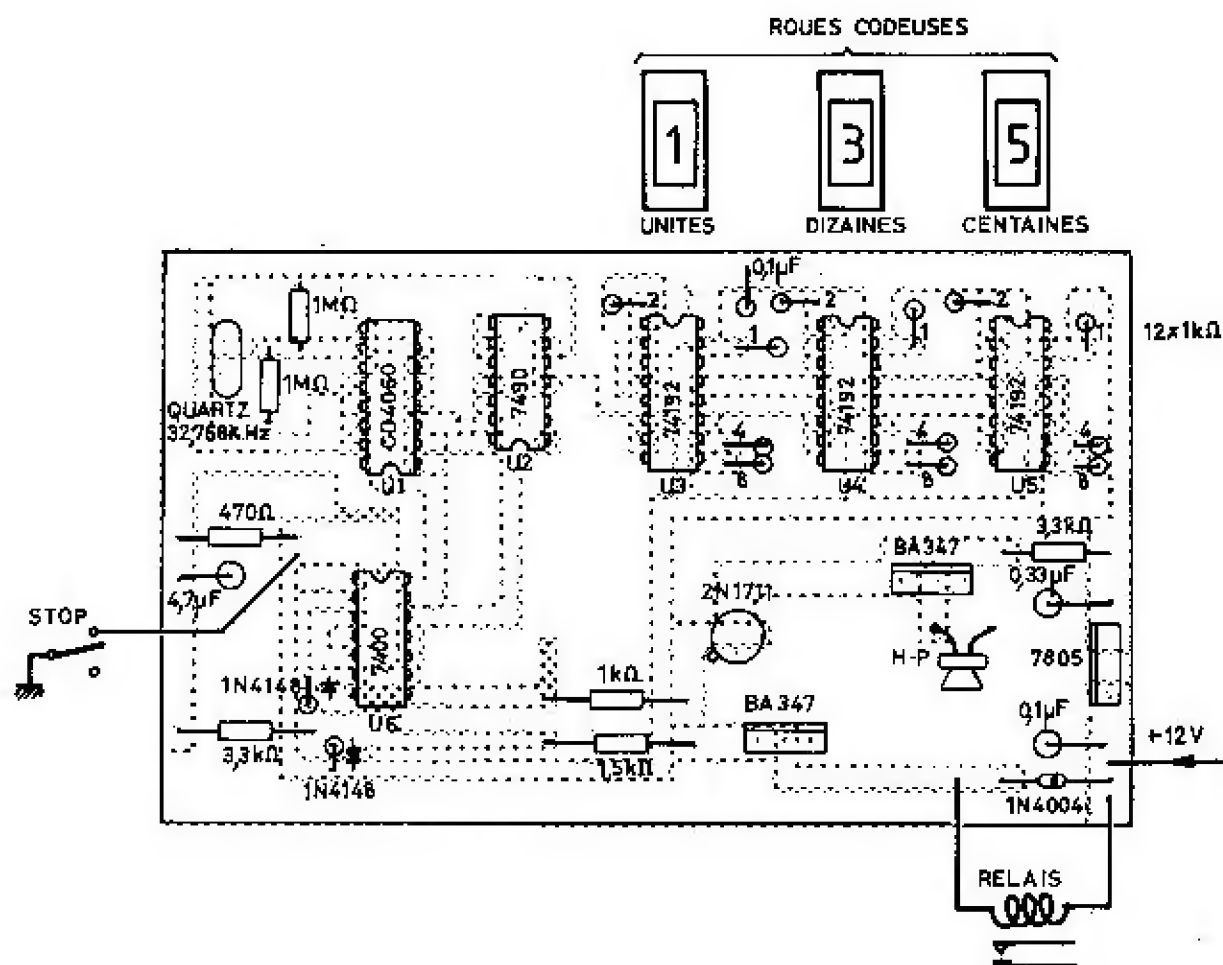 ROUES CODEUSES
1
3
5
UNITES
DIZAINES
CENTAINES
0,1µF
2
2
2
1
1
1
12x1kΩ
1MΩ
1MΩ
QUARTZ
32,768KHz
CD4060
U1
7490
U2
74192
U3
74192
U4
74192
U5
4
8
4
8
4
8
470Ω
4,7µF
STOP
7400
U6
1N4148
3,3kΩ
1N4148
1kΩ
1,5kΩ
2N1711
BA347
BA347
H-P
3,3kΩ
0,33µF
7805
0,1µF
+12V
1N4004
RELAIS